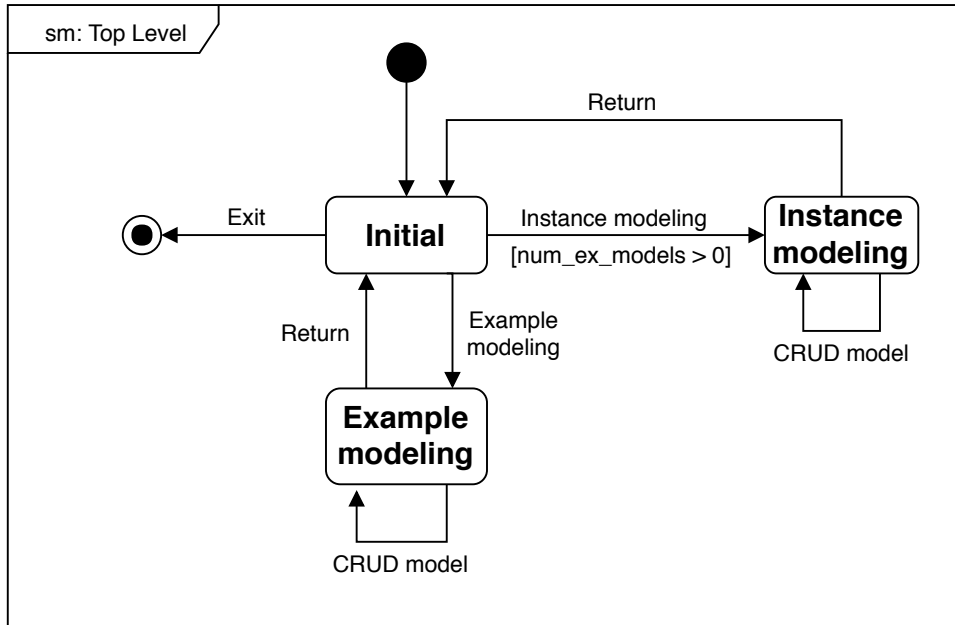 sm: Top Level
Return
Exit
Initial
Instance modeling
[num_ex_models > 0]
Instance
modeling
Return
Example
modeling
CRUD model
Example
modeling
CRUD model